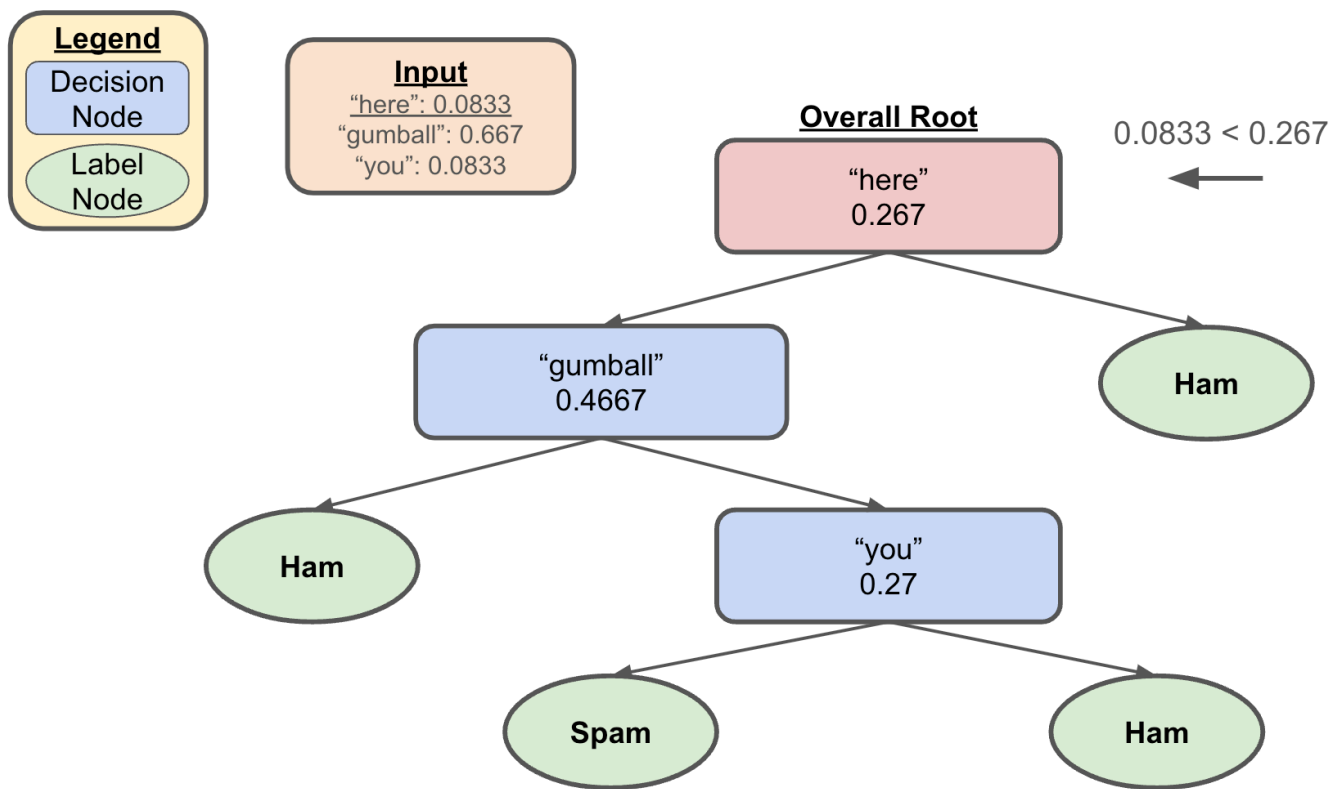 Legend
Decision
Node
Label
Node
Input
“here”: 0.0833
“gumball”: 0.667
“you”: 0.0833
Overall Root
0.0833 < 0.267
“here”
0.267
“gumball”
0.4667
Ham
Ham
“you”
0.27
Spam
Ham